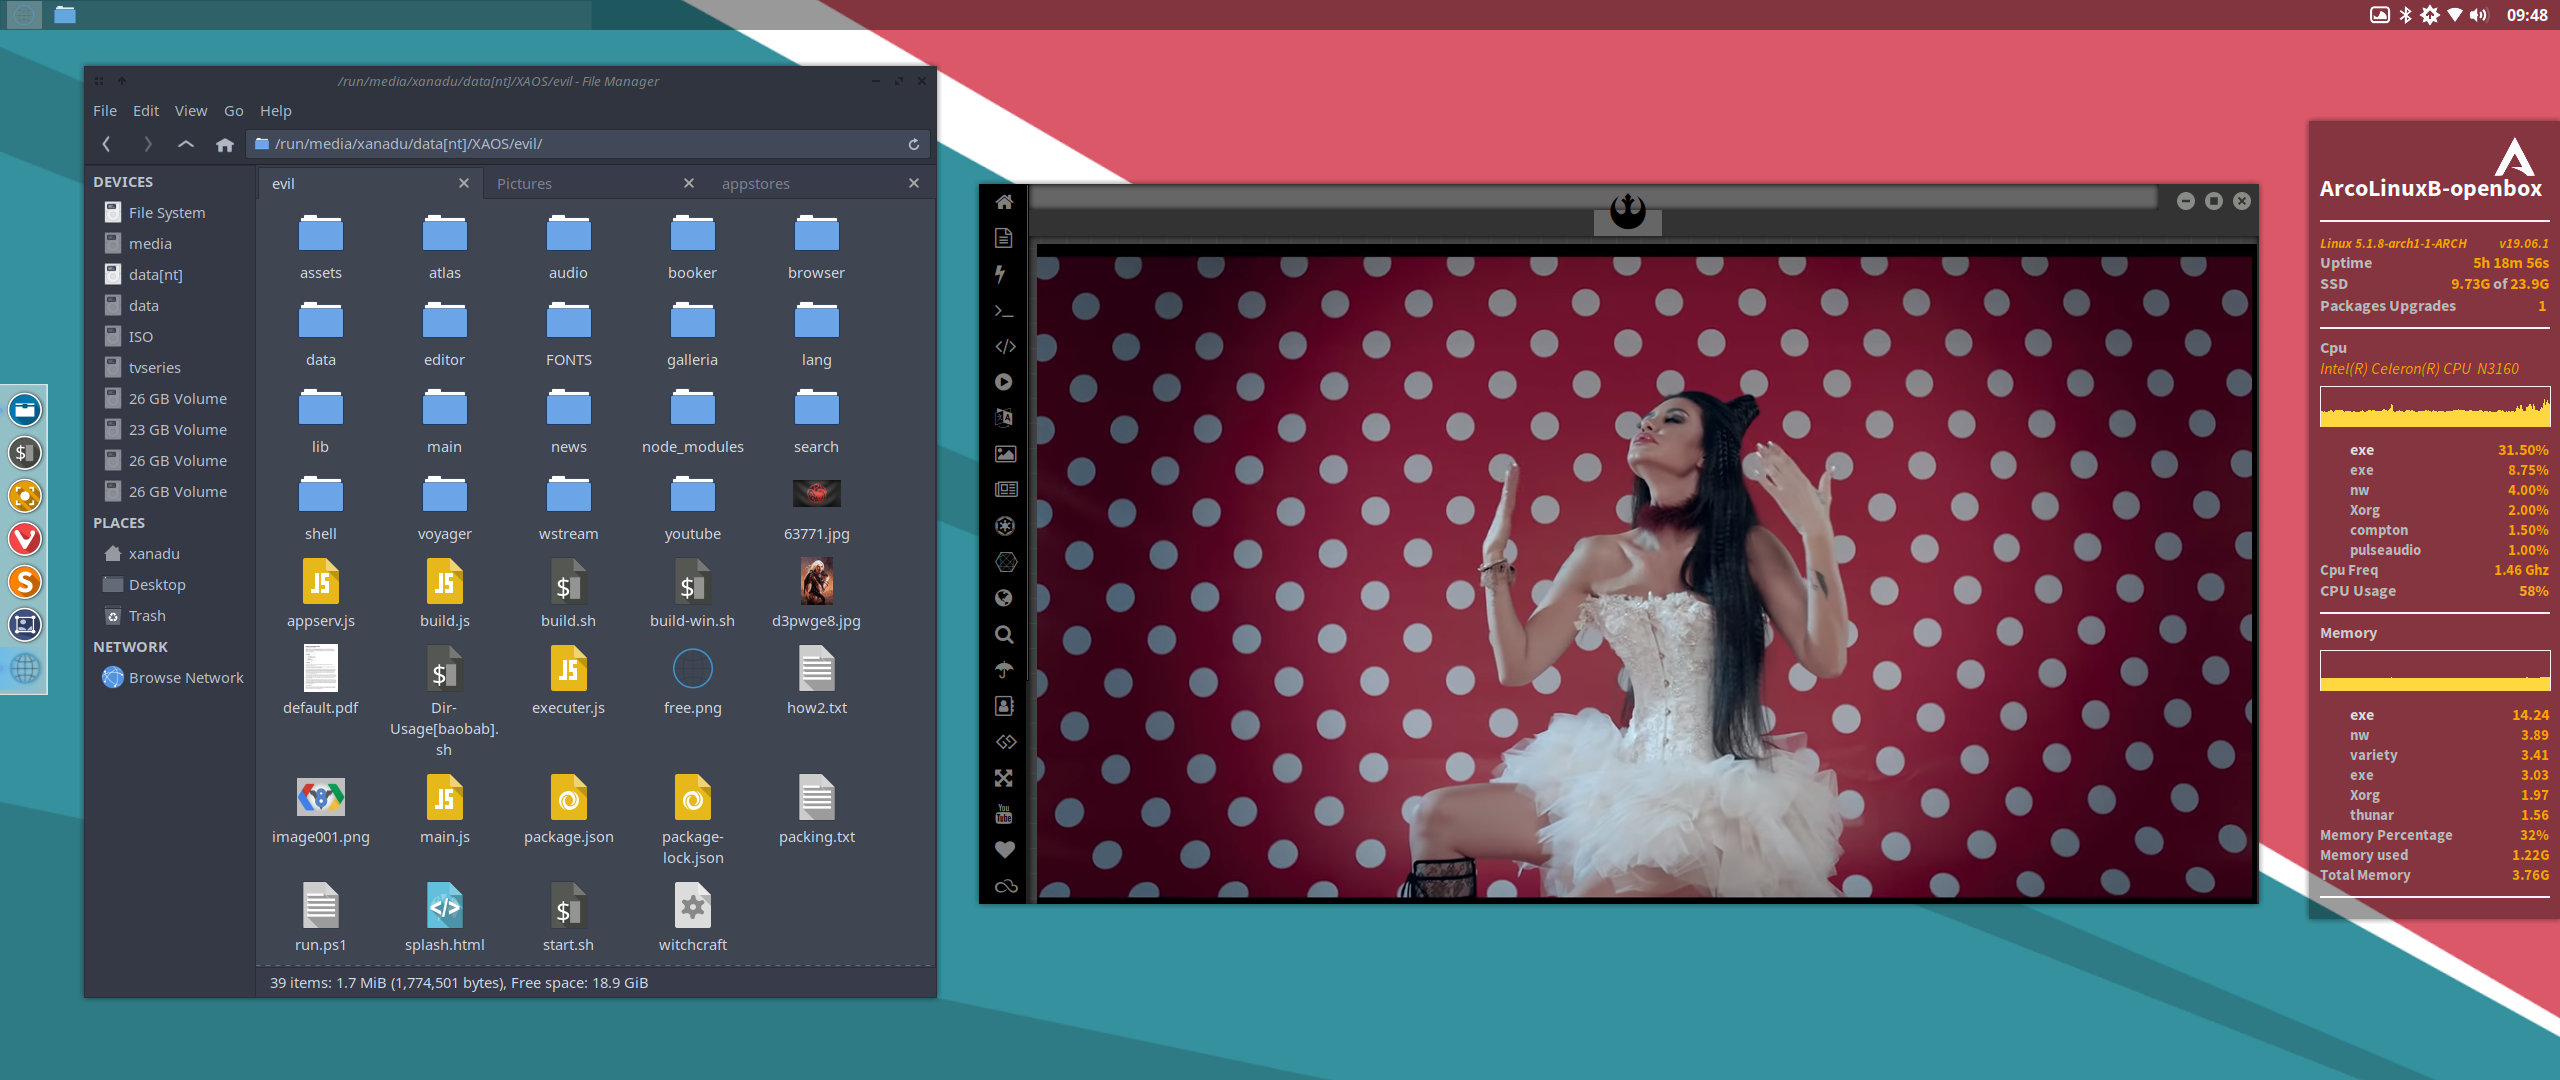 09:48
/run/media/xanadu/data[nt]/XAOS/evil - File Manager
File Edit View Go Help
/run/media/xanadu/data[nt]/XAOS/evil/
DEVICES
File System
media
data[nt]
data
ISO
tvseries
26 GB Volume
23 GB Volume
26 GB Volume
26 GB Volume
PLACES
xanadu
Desktop
Trash
NETWORK
Browse Network
evil Pictures appstores
assets atlas audio booker browser
data editor FONTS galleria lang
lib main news node_modules search
shell voyager wstream youtube 63771.jpg
appserv.js build.js build.sh build-win.sh d3pwge8.jpg
default.pdf Dir-
Usage[baobab].
sh executer.js free.png how2.txt
image001.png main.js package.json package-
lock.json packing.txt
run.ps1 splash.html start.sh witchcraft
39 items: 1.7 MiB (1,774,501 bytes), Free space: 18.9 GiB
You
Tube
ArcoLinuxB-openbox
Linux 5.1.8-arch1-1-ARCH v19.06.1
Uptime 5h 18m 56s
SSD 9.73G of 23.9G
Packages Upgrades 1
Cpu
Intel(R) Celeron(R) CPU N3160
exe 31.50%
exe 8.75%
nw 4.00%
Xorg 2.00%
compton 1.50%
pulseaudio 1.00%
Cpu Freq 1.46 Ghz
CPU Usage 58%
Memory
exe 14.24
nw 3.89
variety 3.41
exe 3.03
Xorg 1.97
thunar 1.56
Memory Percentage 32%
Memory used 1.22G
Total Memory 3.76G